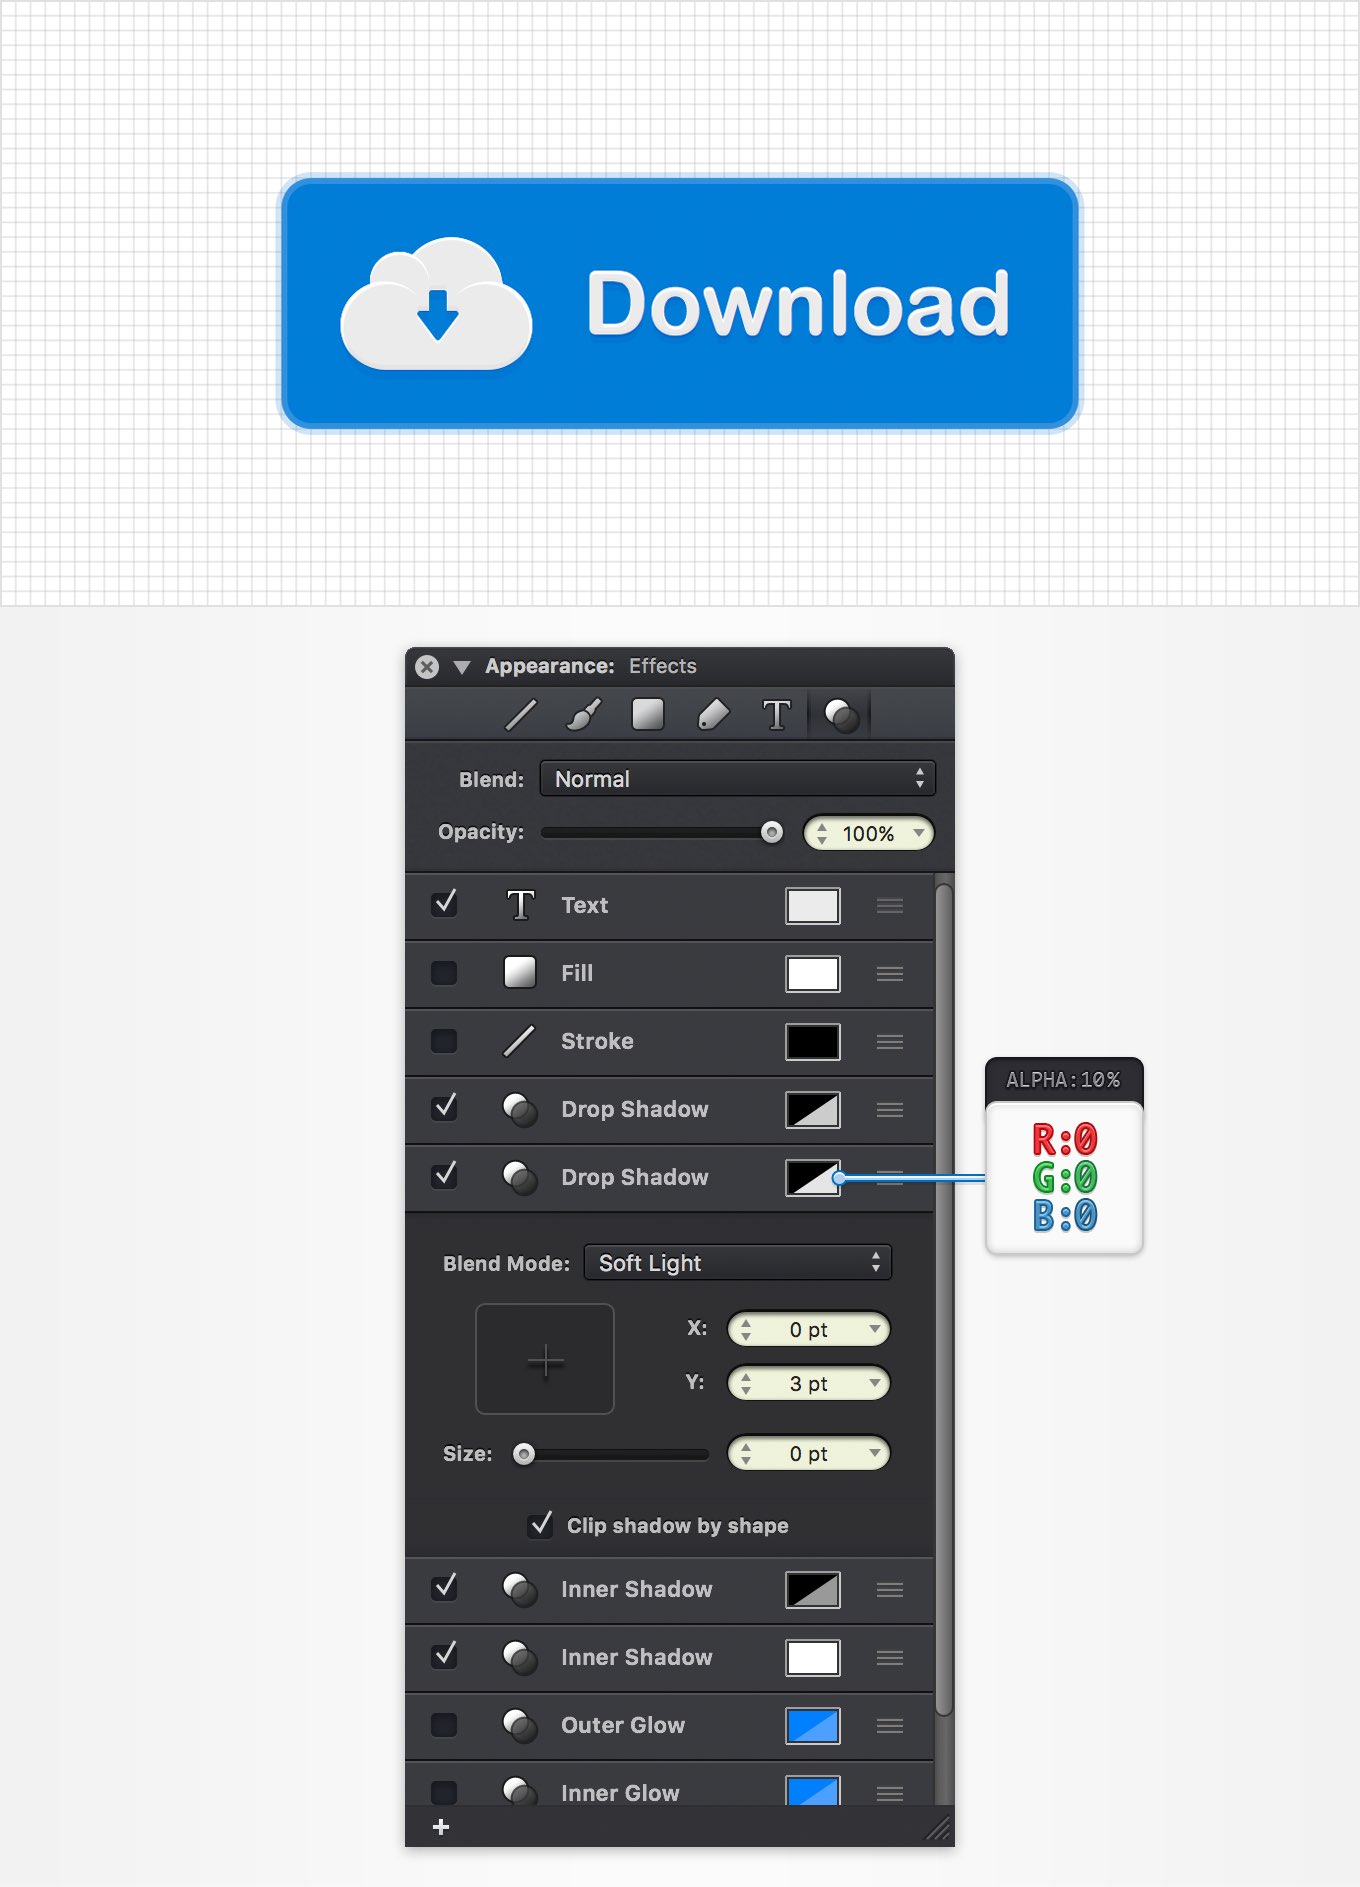 Download
Appearance: Effects
T
Blend: Normal
Opacity: 100%
T Text
Fill
Stroke
Drop Shadow
Drop Shadow
ALPHA:10%
R:0
G:0
B:0
Blend Mode: Soft Light
X: 0 pt
Y: 3 pt
Size: 0 pt
Clip shadow by shape
Inner Shadow
Inner Shadow
Outer Glow
Inner Glow
+